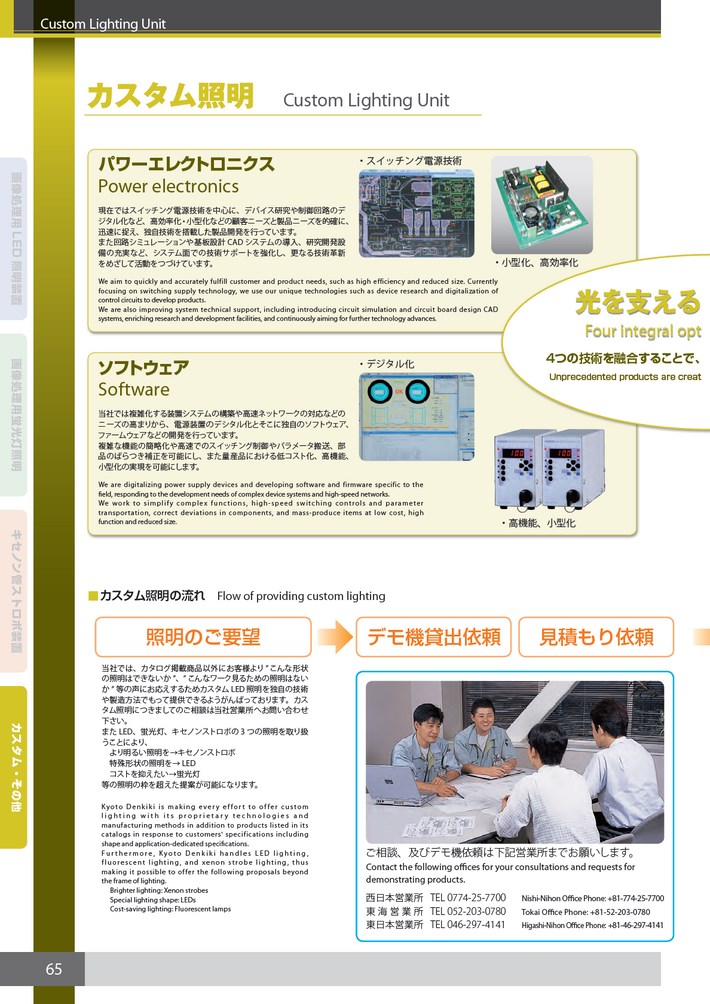 Custom Lighting Unit
カスタム照明 Custom Lighting Unit
パワーエレクトロニクス
Power electronics
現在ではスイッチング電源技術を中心に、デバイス研究や制御回路のデ
ジタル化など、高効率化・小型化などの顧客ニーズと製品ニーズを的確に、
迅速に捉え、独自技術を搭載した製品開発を行っています。
また回路シミュレーションや基板設計 CAD システムの導入、研究開発設
備の充実など、システム面での技術サポートを強化し、更なる技術革新
をめざして活動をつづけています。
We aim to quickly and accurately fulfill customer and product needs, such as high efficiency and reduced size. Currently
focusing on switching supply technology, we use our unique technologies such as device research and digitalization of
control circuits to develop products.
We are also improving system technical support, including introducing circuit simulation and circuit board design CAD
systems, enriching research and development facilities, and continuously aiming for further technology advances.
・スイッチング電源技術
・小型化、高効率化
光を支える
Four integral opt
4つの技術を融合することで、
Unprecedented products are creat
ソフトウェア
Software
当社では複雑化する装置システムの構築や高速ネットワークの対応などの
ニーズの高まりから、電源装置のデジタル化とそこに独自のソフトウェア、
ファームウェアなどの開発を行っています。
複雑な機能の簡略化や高速でのスイッチング制御やパラメータ搬送、部
品のばらつき補正を可能にし、また量産品における低コスト化、高機能、
小型化の実現を可能にします。
We are digitalizing power supply devices and developing software and firmware specific to the
field, responding to the development needs of complex device systems and high-speed networks.
We work to simplify complex functions, high-speed switching controls and parameter
transportation, correct deviations in components, and mass-produce items at low cost, high
function and reduced size.
・デジタル化
OK
100
100
・高機能、小型化
■カスタム照明の流れ Flow of providing custom lighting
照明のご要望
デモ機貸出依頼
見積もり依頼
当社では、カタログ掲載商品以外にお客様より " こんな形状
の照明はできないか "、" こんなワーク見るための照明はない
か " 等の声にお応えするためカスタム LED 照明を独自の技術
や製造方法でもって提供できるようがんばっております。カス
タム照明につきましてのご相談は当社営業所へお問い合わせ
下さい。
また LED、蛍光灯、キセノンストロボの 3 つの照明を取り扱
うことにより、
より明るい照明を→キセノンストロボ
特殊形状の照明を→ LED
コストを抑えたい→蛍光灯
等の照明の枠を超えた提案が可能になります。
Kyoto Denkiki is making every effort to offer custom
lighting with its proprietary technologies and
manufacturing methods in addition to products listed in its
catalogs in response to customers' specifications including
shape and application-dedicated specifications.
Furthermore, Kyoto Denkiki handles LED lighting,
fluorescent lighting, and xenon strobe lighting, thus
making it possible to offer the following proposals beyond
the frame of lighting.
Brighter lighting: Xenon strobes
Special lighting shape: LEDs
Cost-saving lighting: Fluorescent lamps
ご相談、及びデモ機依頼は下記営業所までお願いします。
Contact the following offices for your consultations and requests for
demonstrating products.
西日本営業所 TEL 0774-25-7700 Nishi-Nihon Office Phone: +81-774-25-7700
東海営業所 TEL 052-203-0780 Tokai Office Phone: +81-52-203-0780
東日本営業所 TEL 046-297-4141 Higashi-Nihon Office Phone: +81-46-297-4141
画像処理用LED照明装置
画像処理用蛍光灯照明
キセノン管ストロボ装置
カスタム・その他
65